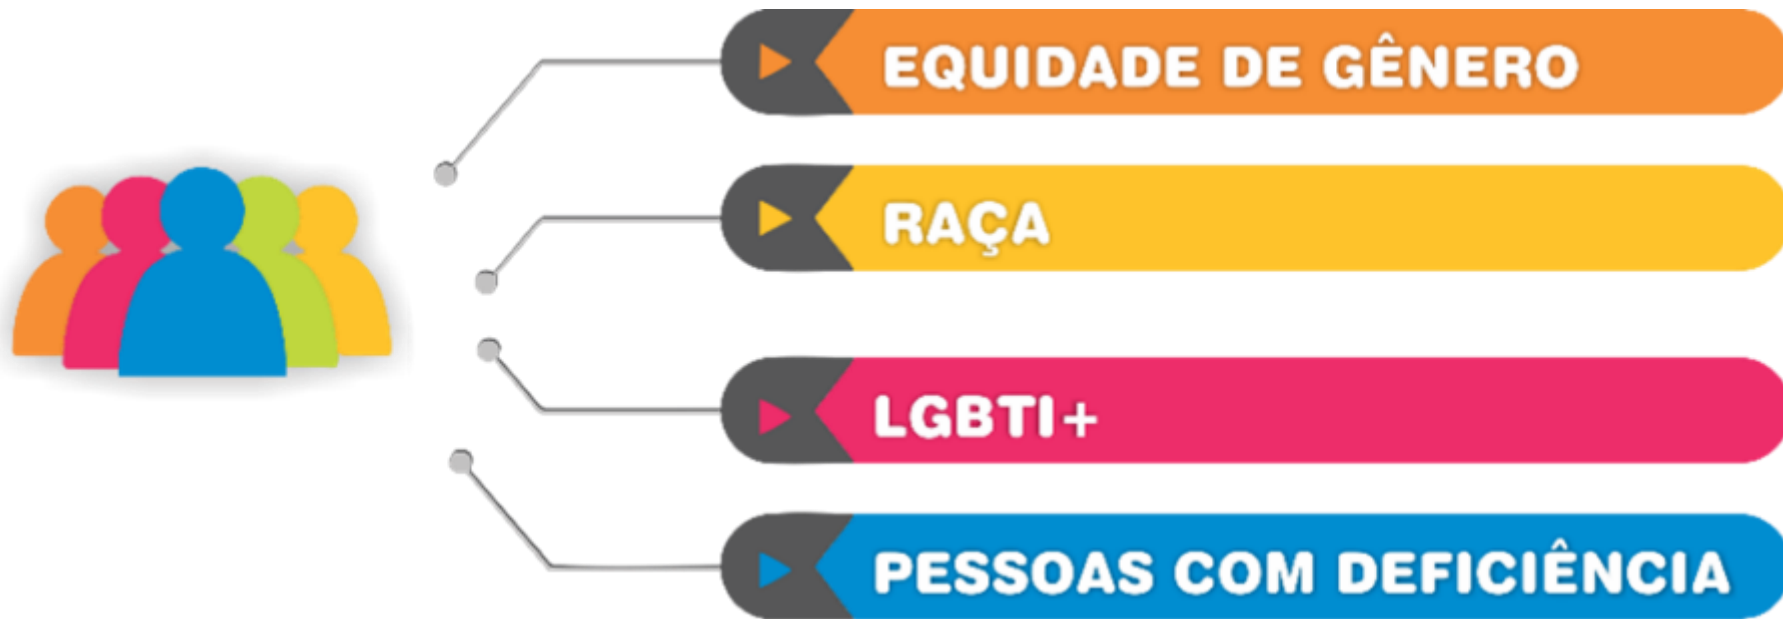 EQUIDADE DE GÊNERO
RAÇA
LGBTI+
PESSOAS COM DEFICIÊNCIA